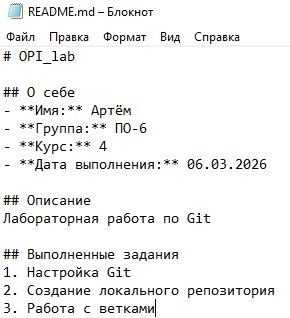 README.md – Блокнот
Файл Правка Формат Вид Справка
# OPI_lab

## О себе
- **Имя:** Артём
- **Группа:** ПО-6
- **Курс:** 4
- **Дата выполнения:** 06.03.2026

## Описание
Лабораторная работа по Git

## Выполненные задания
1. Настройка Git
2. Создание локального репозитория
3. Работа с ветками